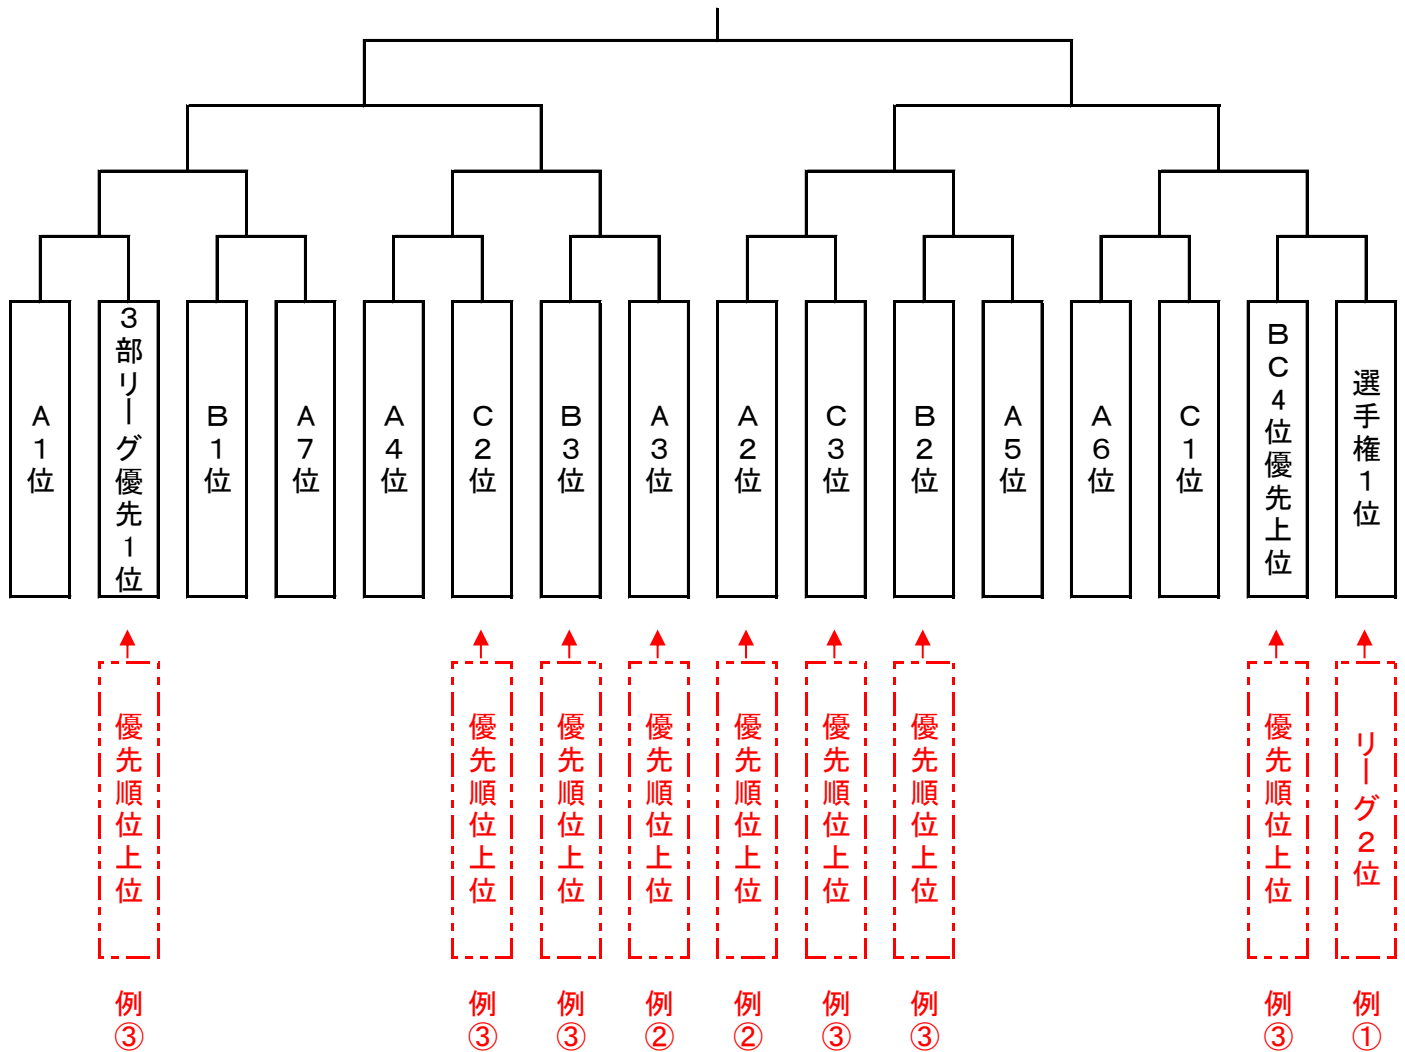 A1位
3部リーグ優先1位
B1位
A7位
A4位
C2位
B3位
A3位
A2位
C3位
B2位
A5位
A6位
C1位
BC4位優先上位
選手権1位
優先順位上位
優先順位上位
優先順位上位
優先順位上位
優先順位上位
優先順位上位
優先順位上位
優先順位上位
リーグ2位
例③
例③
例③
例②
例②
例③
例③
例③
例①